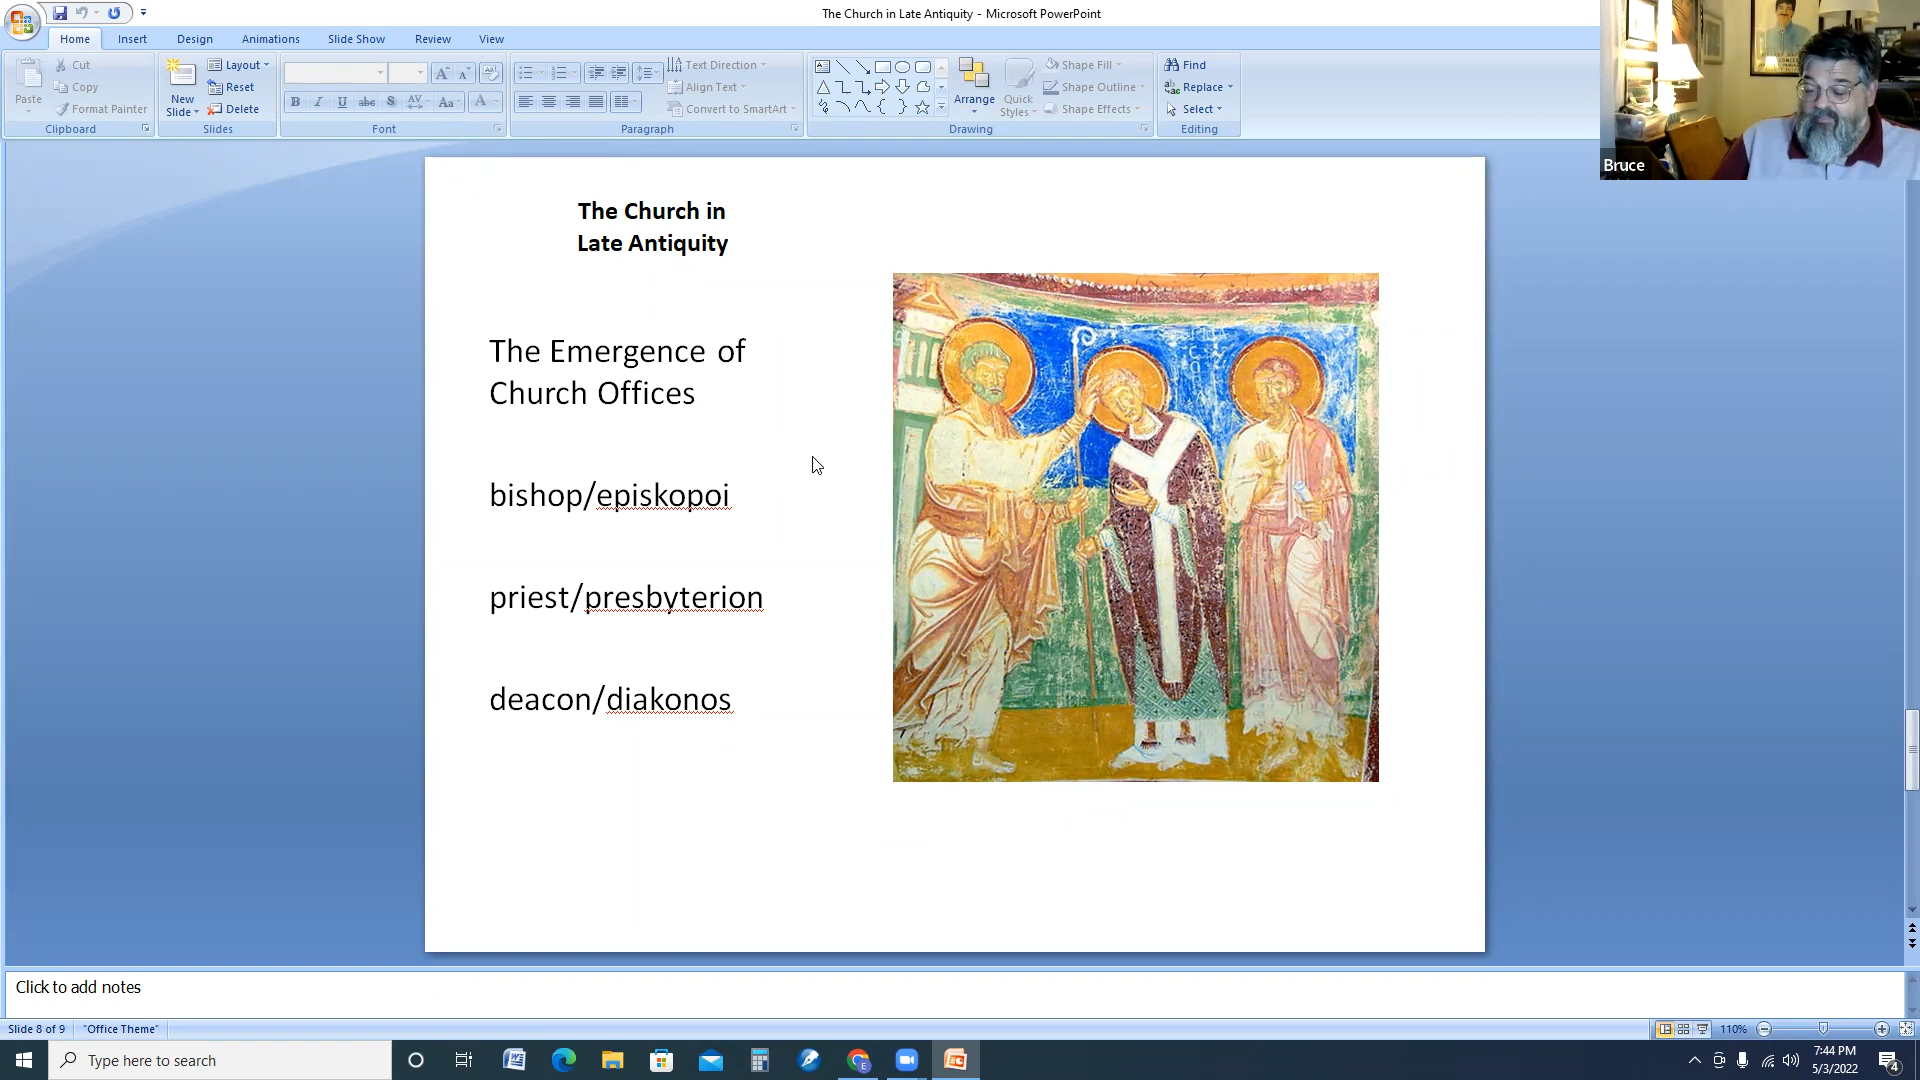 The Church in Late Antiquity - Microsoft PowerPoint
Home Insert Design Animations Slide Show Review View
Paste
Cut
Copy
Format Painter
Clipboard
New
Slide
Layout
Reset
Delete
Slides
Font
Text Direction
Align Text
Convert to SmartArt
Paragraph
Arrange
Quick
Styles
Shape Fill
Shape Outline
Shape Effects
Drawing
Find
Replace
Select
Editing
Bruce
The Church in
Late Antiquity
The Emergence of
Church Offices
bishop/episkopoi
priest/presbyterion
deacon/diakonos
Click to add notes
Slide 8 of 9 "Office Theme" 110%
Type here to search
7:44 PM
5/3/2022
4